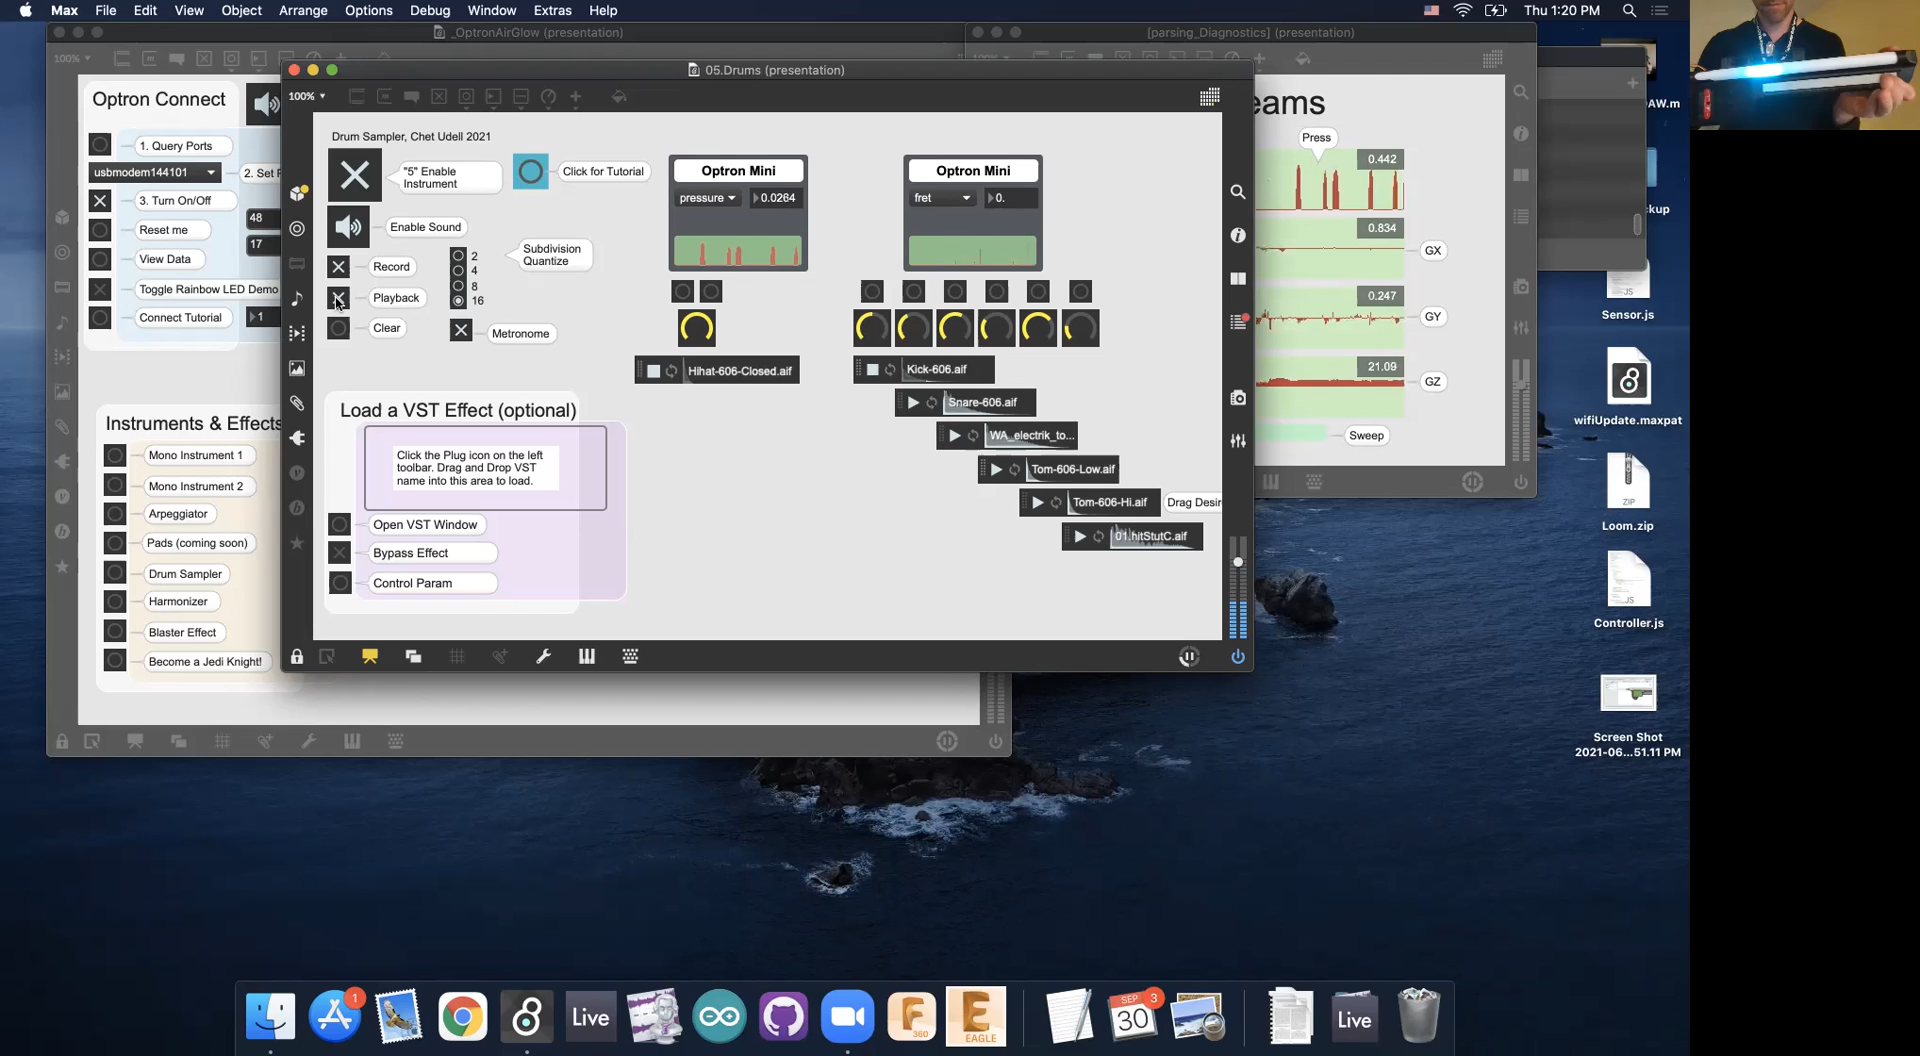 Max File Edit View Object Arrange Options Debug Window Extras Help
Thu 1:20 PM
_OptronAirGlow (presentation)
[parsing_Diagnostics] (presentation)
100%
Optron Connect
1. Query Ports
usbmodem144101
2. Set P
3. Turn On/Off
48
Reset me
17
View Data
Toggle Rainbow LED Demo
Connect Tutorial
1
Instruments & Effects
Mono Instrument 1
Mono Instrument 2
Arpeggiator
Pads (coming soon)
Drum Sampler
Harmonizer
Blaster Effect
Become a Jedi Knight!
05.Drums (presentation)
100%
Drum Sampler, Chet Udell 2021
"5" Enable
Instrument
Click for Tutorial
Enable Sound
Record
Playback
Clear
2
4
8
16
Subdivision
Quantize
Metronome
Optron Mini
pressure
0.0264
Optron Mini
fret
0.
Hihat-606-Closed.aif
Kick-606.aif
Snare-606.aif
WA_electrik_to...
Tom-606-Low.aif
Tom-606-Hi.aif
Drag Desir
01.hitStutC.aif
Load a VST Effect (optional)
Click the Plug icon on the left
toolbar. Drag and Drop VST
name into this area to load.
Open VST Window
Bypass Effect
Control Param
eams
Press
0.442
0.834
GX
0.247
GY
21.09
GZ
Sweep
AW.m
kup
JS
Sensor.js
wifiUpdate.maxpat
ZIP
Loom.zip
JS
Controller.js
Screen Shot
2021-06...51.11 PM
1
Live
F
360
E
EAGLE
SEP
3
30
Live